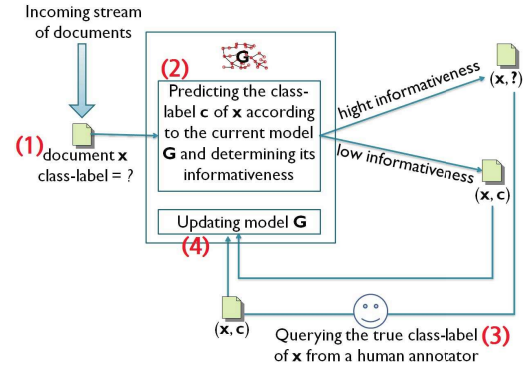 Incoming stream
of documents
G
(2)
Predicting the class-
label c of x according
to the current model
G and determining its
informativeness
(1)
document x
class-label = ?
hight informativeness
(x, ?)
low informativeness
(x, c)
Updating model G
(4)
(x, c)
Querying the true class-label (3)
of x from a human annotator